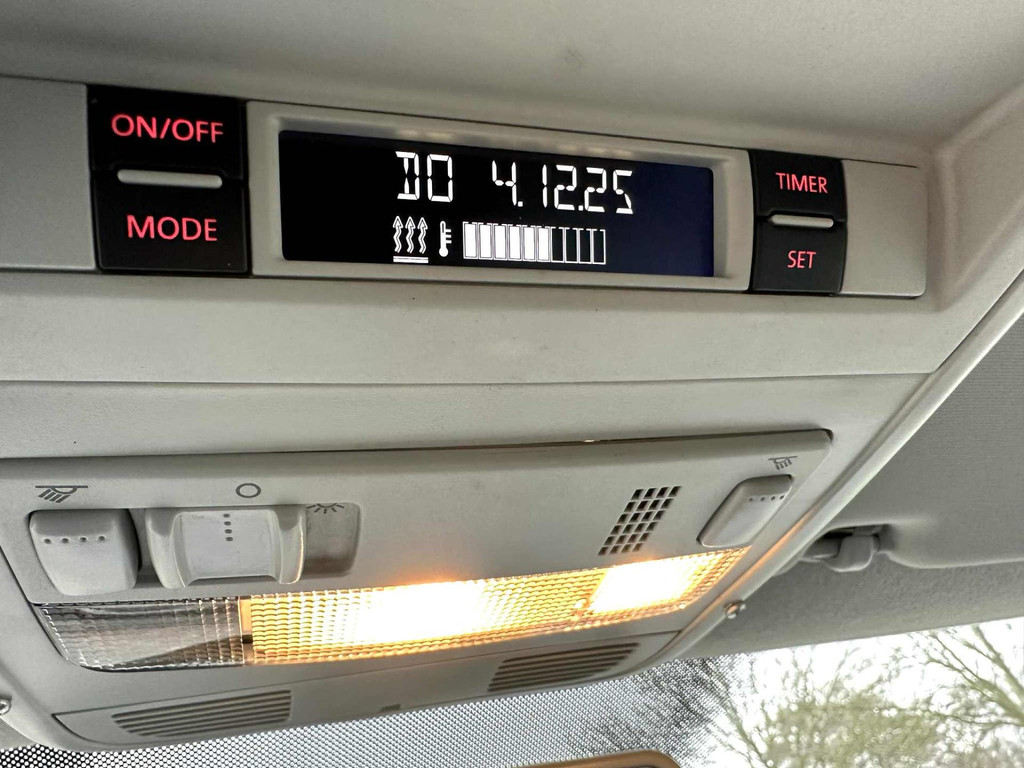 ON/OFF
MODE
DO 4.12.25
TIMER
SET